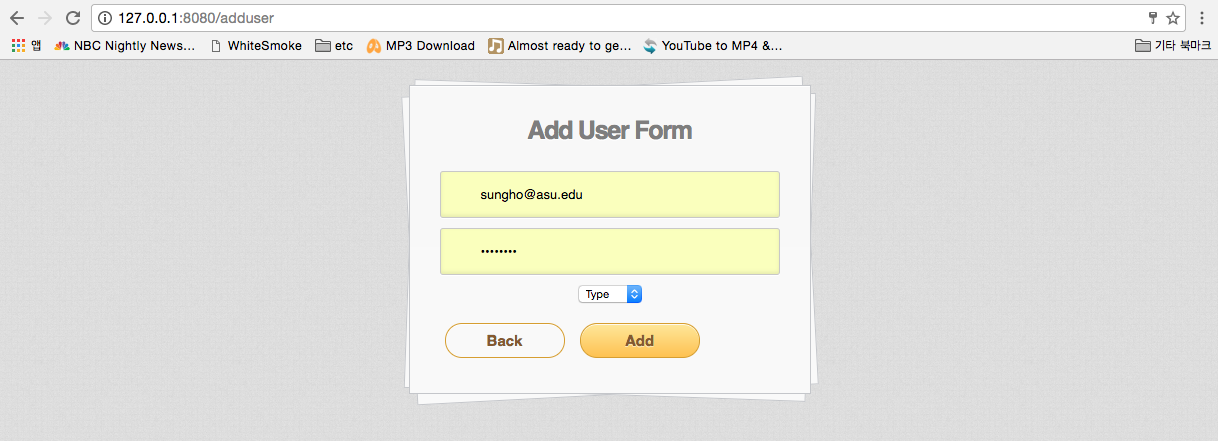 127.0.0.1:8080/adduser
앱 NBC Nightly News... WhiteSmoke etc MP3 Download Almost ready to ge... YouTube to MP4 &... 기타 북마크
Add User Form
sungho@asu.edu
••••••••
Type
Back Add